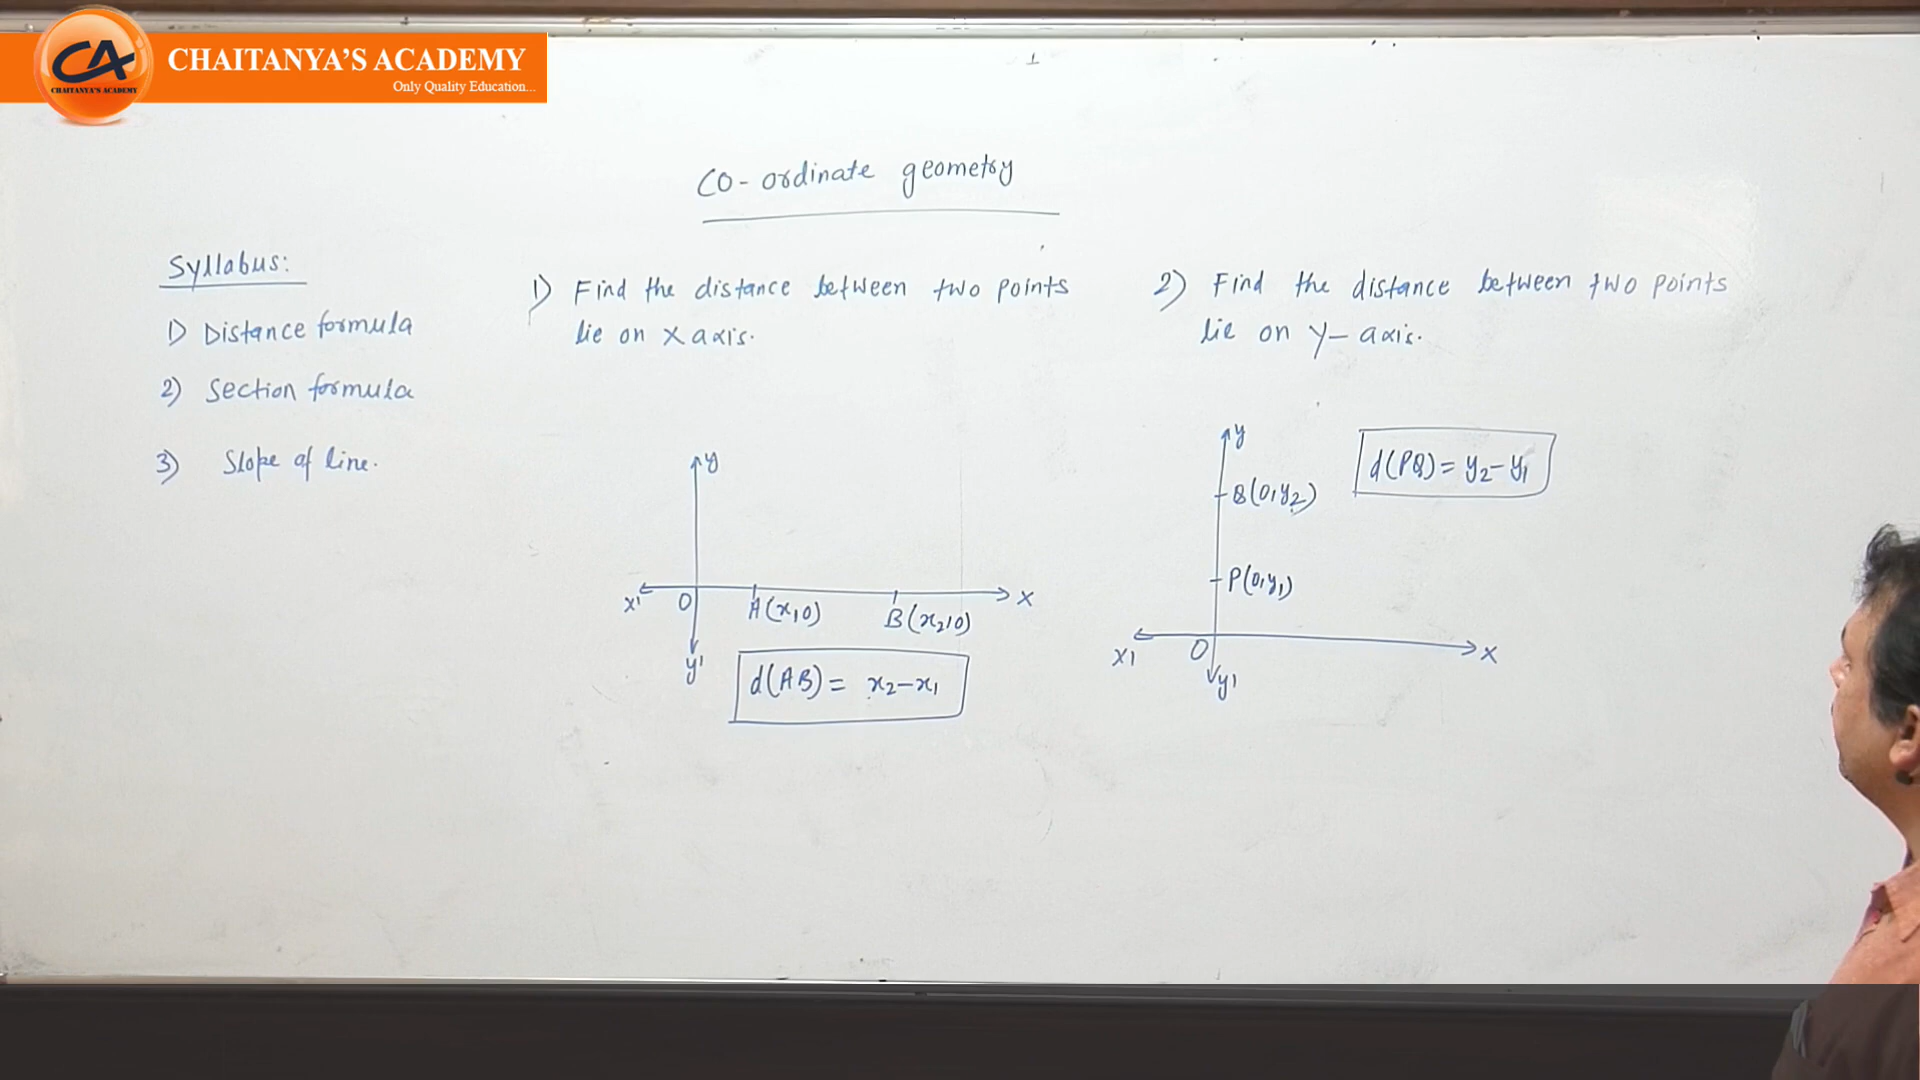 CA
CHAITANYA'S ACADEMY
CHAITANYA'S ACADEMY
Only Quality Education...
Co-ordinate geometry
Syllabus:
1) Distance formula
2) Section formula
3) Slope of line.
1) Find the distance between two points
lie on X axis.
y
X'
O
A(x,0)
B(x2,0)
X
y'
d(AB) = x2-x1
2) Find the distance between two points
lie on Y-axis.
y
Q(0,y2)
d(PQ) = y2-y1
P(0,y1)
X1
O
X
y'